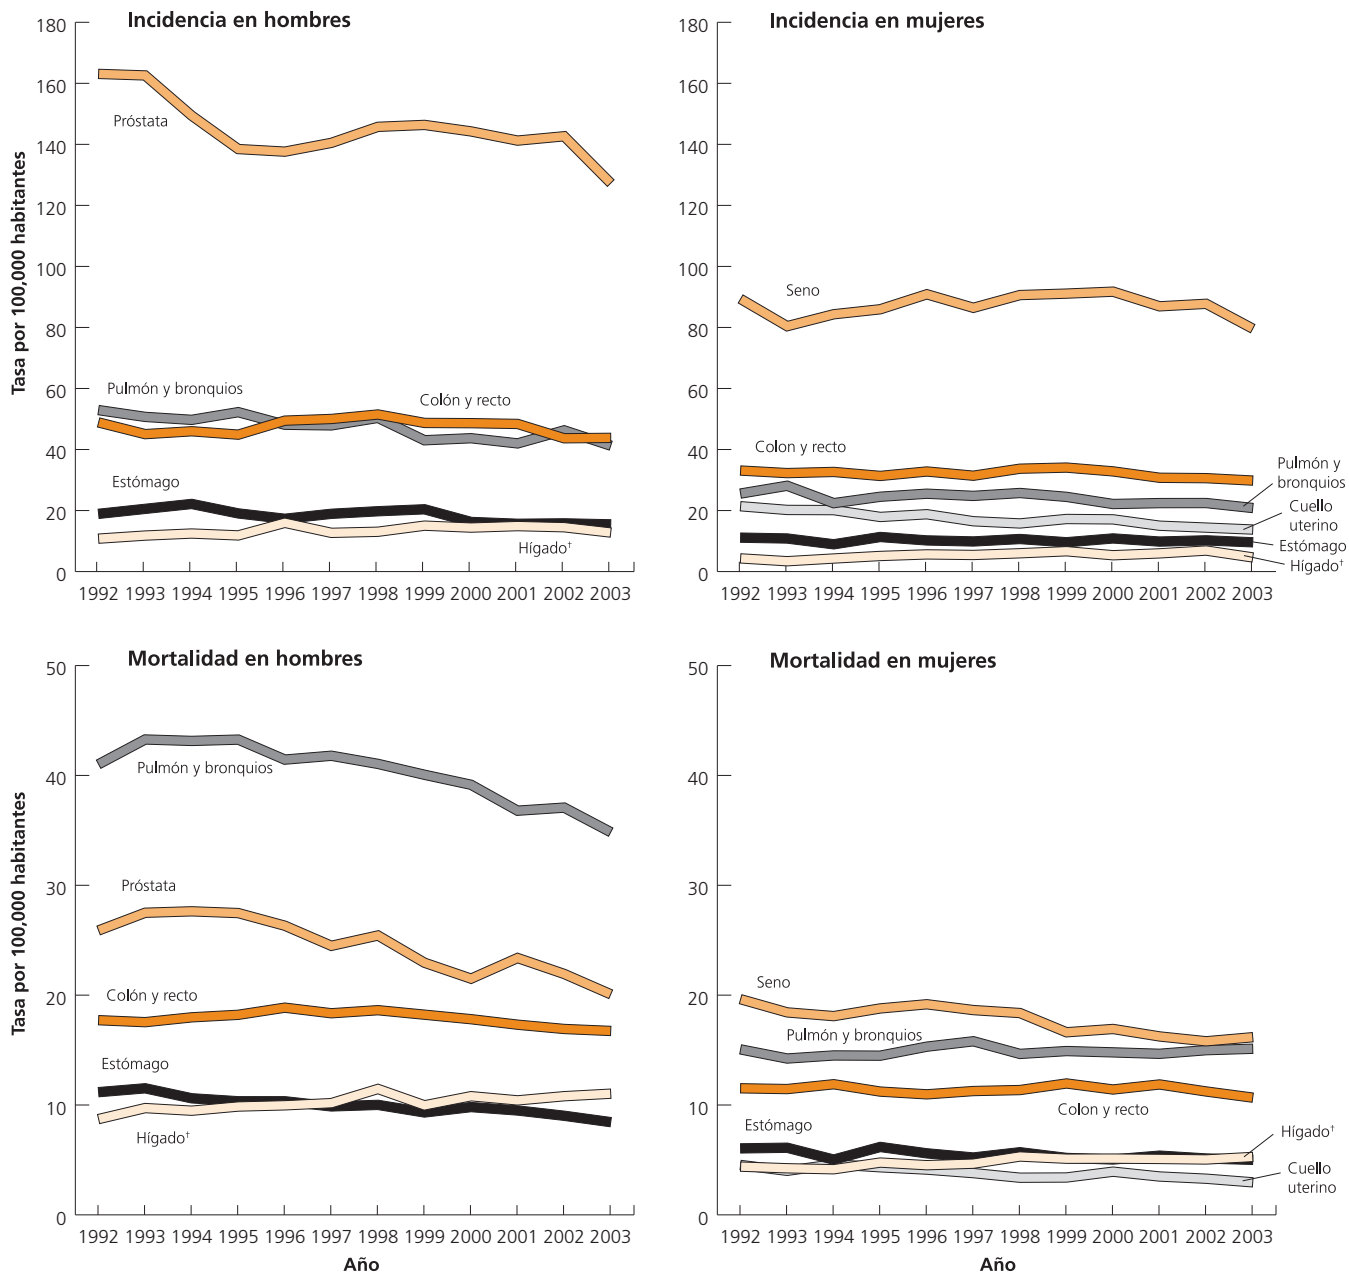 Incidencia en hombres
Tasa por 100,000 habitantes
180
160
140
120
100
80
60
40
20
0
Próstata
Pulmón y bronquios
Colón y recto
Estómago
Hígado†
1992 1993 1994 1995 1996 1997 1998 1999 2000 2001 2002 2003
Incidencia en mujeres
180
160
140
120
100
80
60
40
20
0
Seno
Colon y recto
Pulmón y
bronquios
Cuello
uterino
Estómago
Hígado†
1992 1993 1994 1995 1996 1997 1998 1999 2000 2001 2002 2003
Mortalidad en hombres
Tasa por 100,000 habitantes
50
40
30
20
10
0
Pulmón y bronquios
Próstata
Colón y recto
Estómago
Hígado†
1992 1993 1994 1995 1996 1997 1998 1999 2000 2001 2002 2003
Año
Mortalidad en mujeres
50
40
30
20
10
0
Seno
Pulmón y bronquios
Colon y recto
Estómago
Hígado†
Cuello
uterino
1992 1993 1994 1995 1996 1997 1998 1999 2000 2001 2002 2003
Año